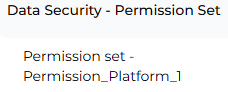 Data Security - Permission Set
Permission set -
Permission_Platform_1